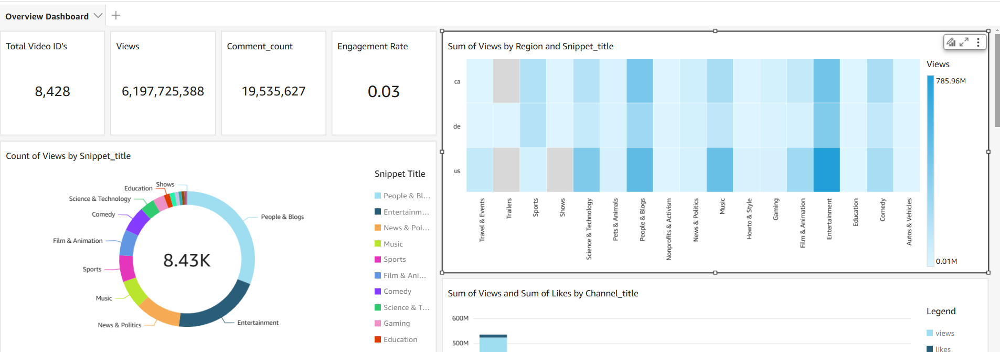 Overview Dashboard
Total Video ID's
8,428
Views
6,197,725,388
Comment_count
19,535,627
Engagement Rate
0.03
Count of Views by Snippet_title
Shows
Education
Science & Technology
Comedy
Film & Animation
Sports
Music
News & Politics
People & Blogs
Entertainment
8.43K
Snippet Title
People & Bl...
Entertainm...
News & Pol...
Music
Sports
Film & Ani...
Comedy
Science & T...
Gaming
Education
Sum of Views by Region and Snippet_title
ca
de
us
Travel & Events
Trailers
Sports
Shows
Science & Technology
Pets & Animals
People & Blogs
Nonprofits & Activism
News & Politics
Music
Howto & Style
Gaming
Film & Animation
Entertainment
Education
Comedy
Autos & Vehicles
Views
785.96M
0.01M
Sum of Views and Sum of Likes by Channel_title
600M
500M
Legend
views
likes